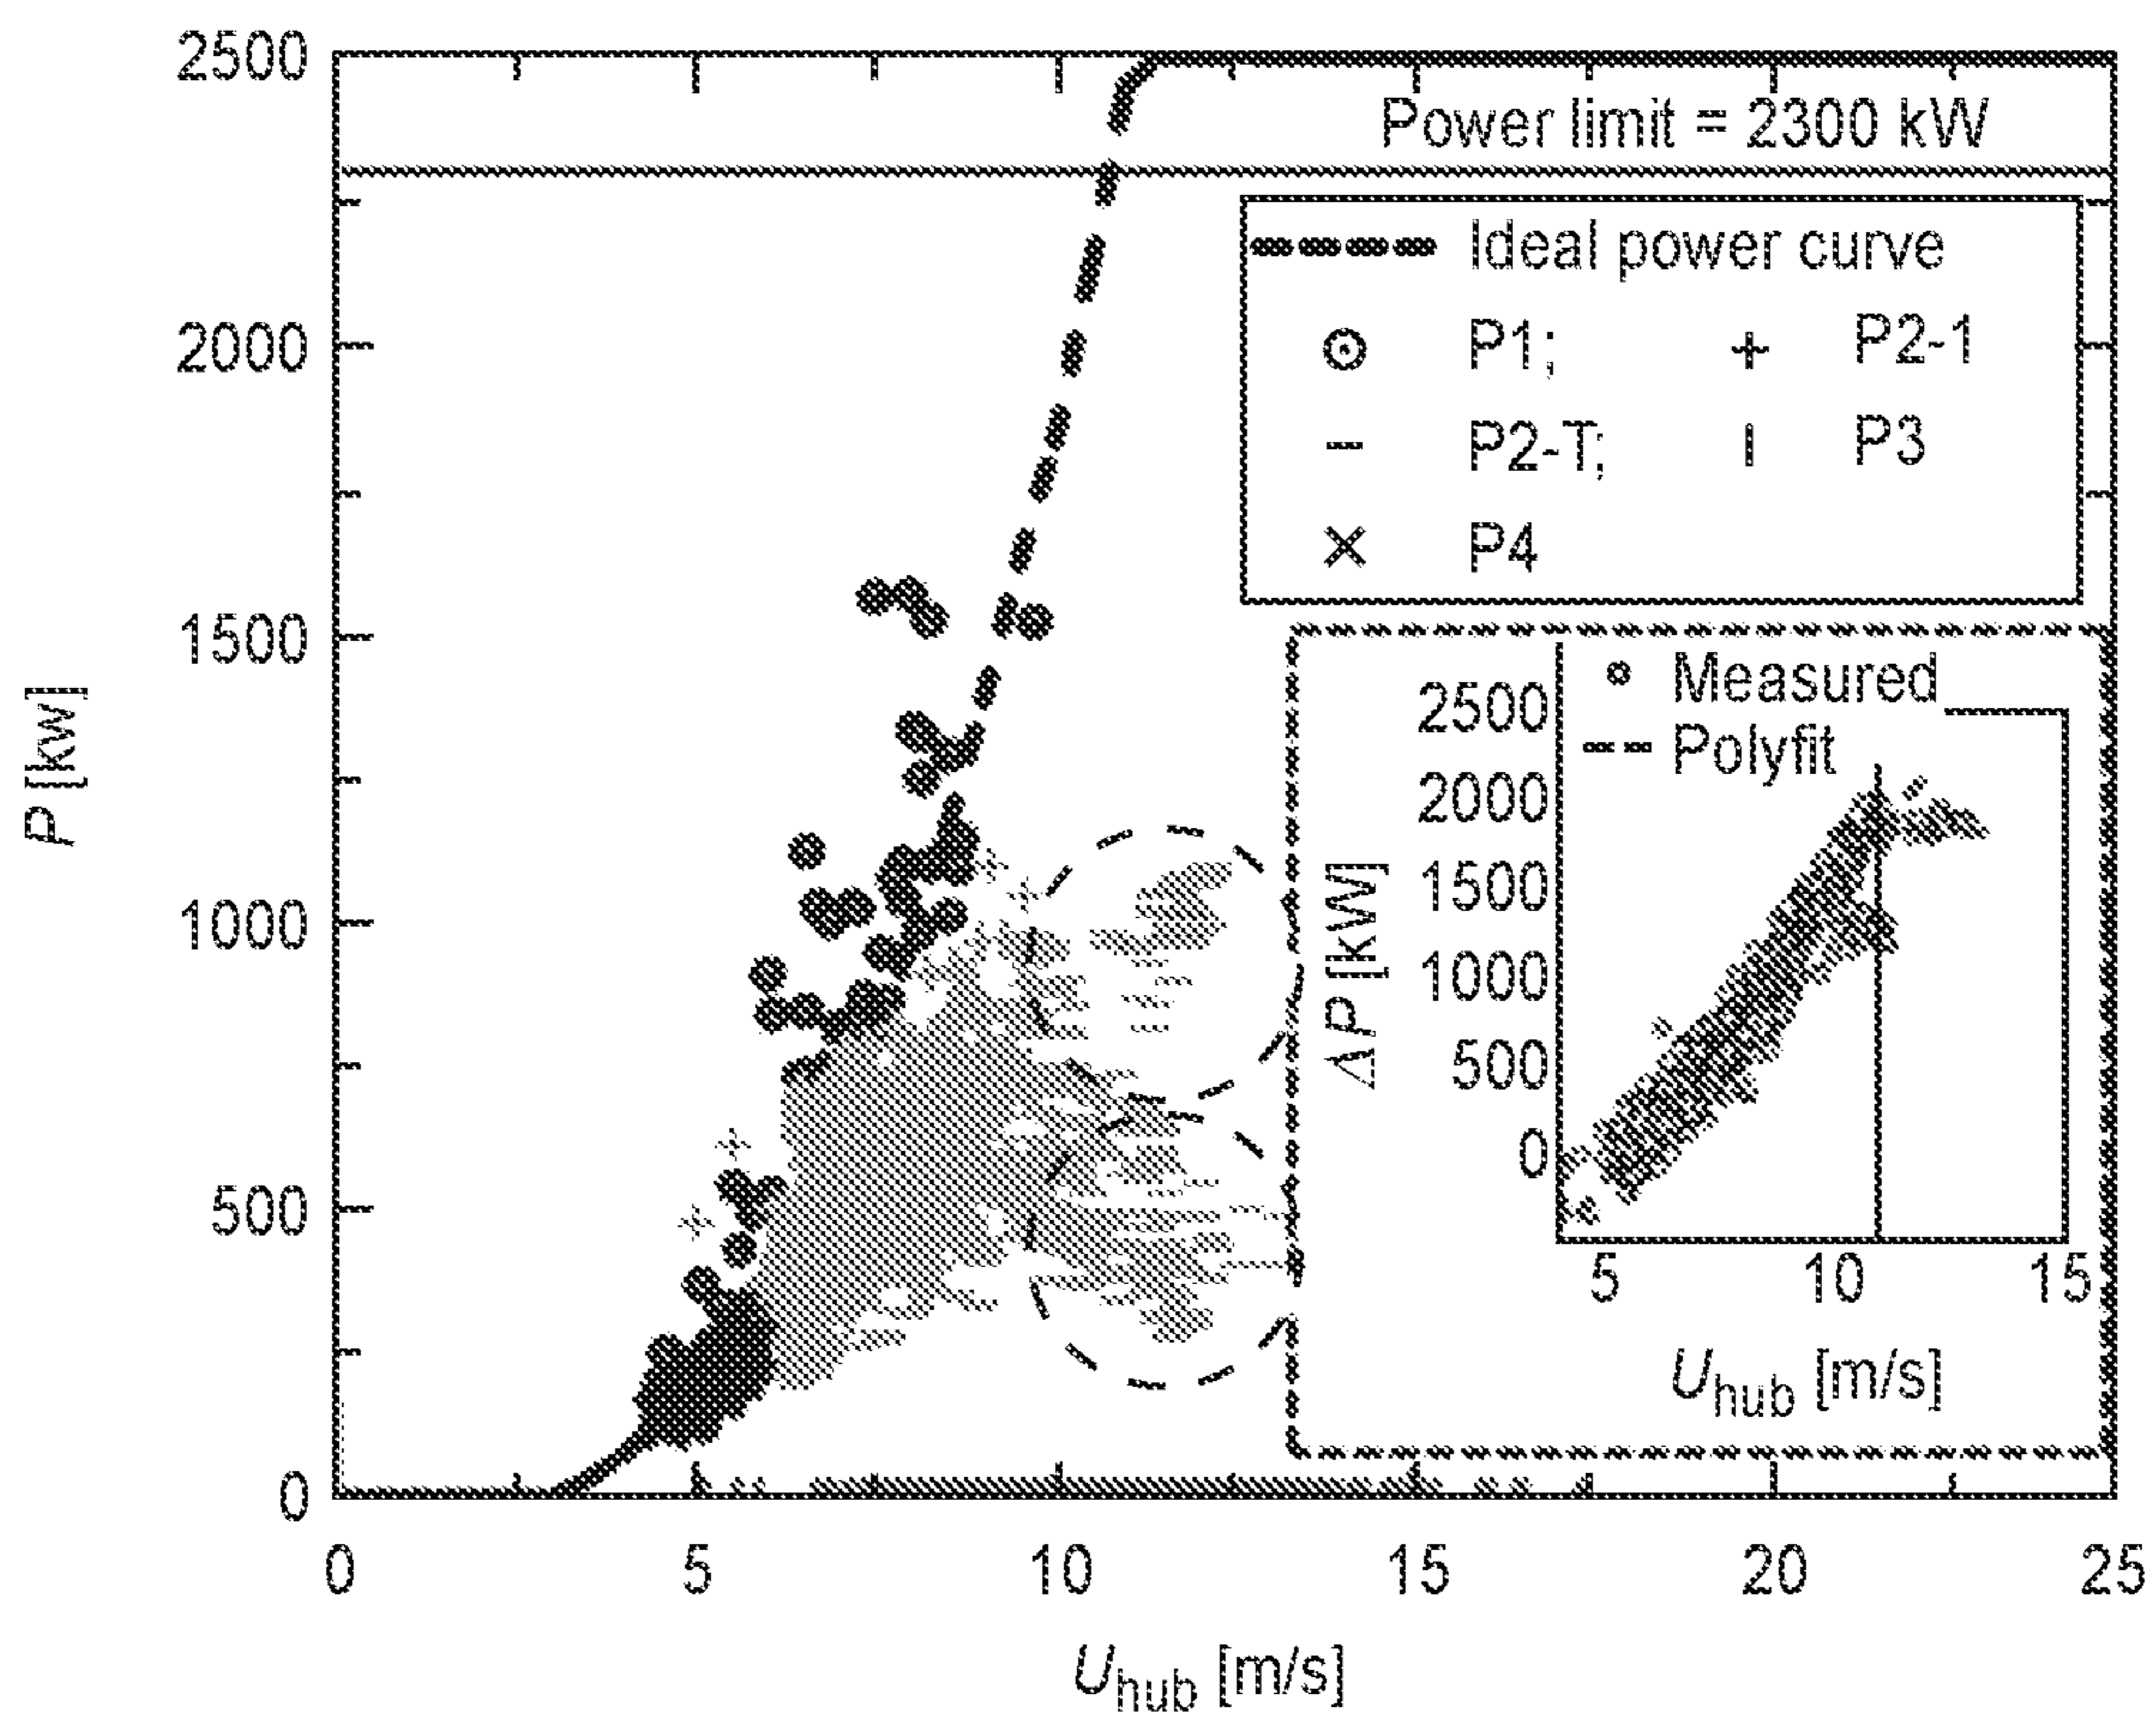 2500
Power limit = 2300 kW
Ideal power curve
P1; P2-1
2000
P2-T; P3
P4
1500
P [kw]
1000
500
0
0 5 10 15 20 25
U hub [m/s]
Measured
Polyfit
2500
2000
1500
1000
500
0
ΔP [kW]
5 10 15
U hub [m/s]